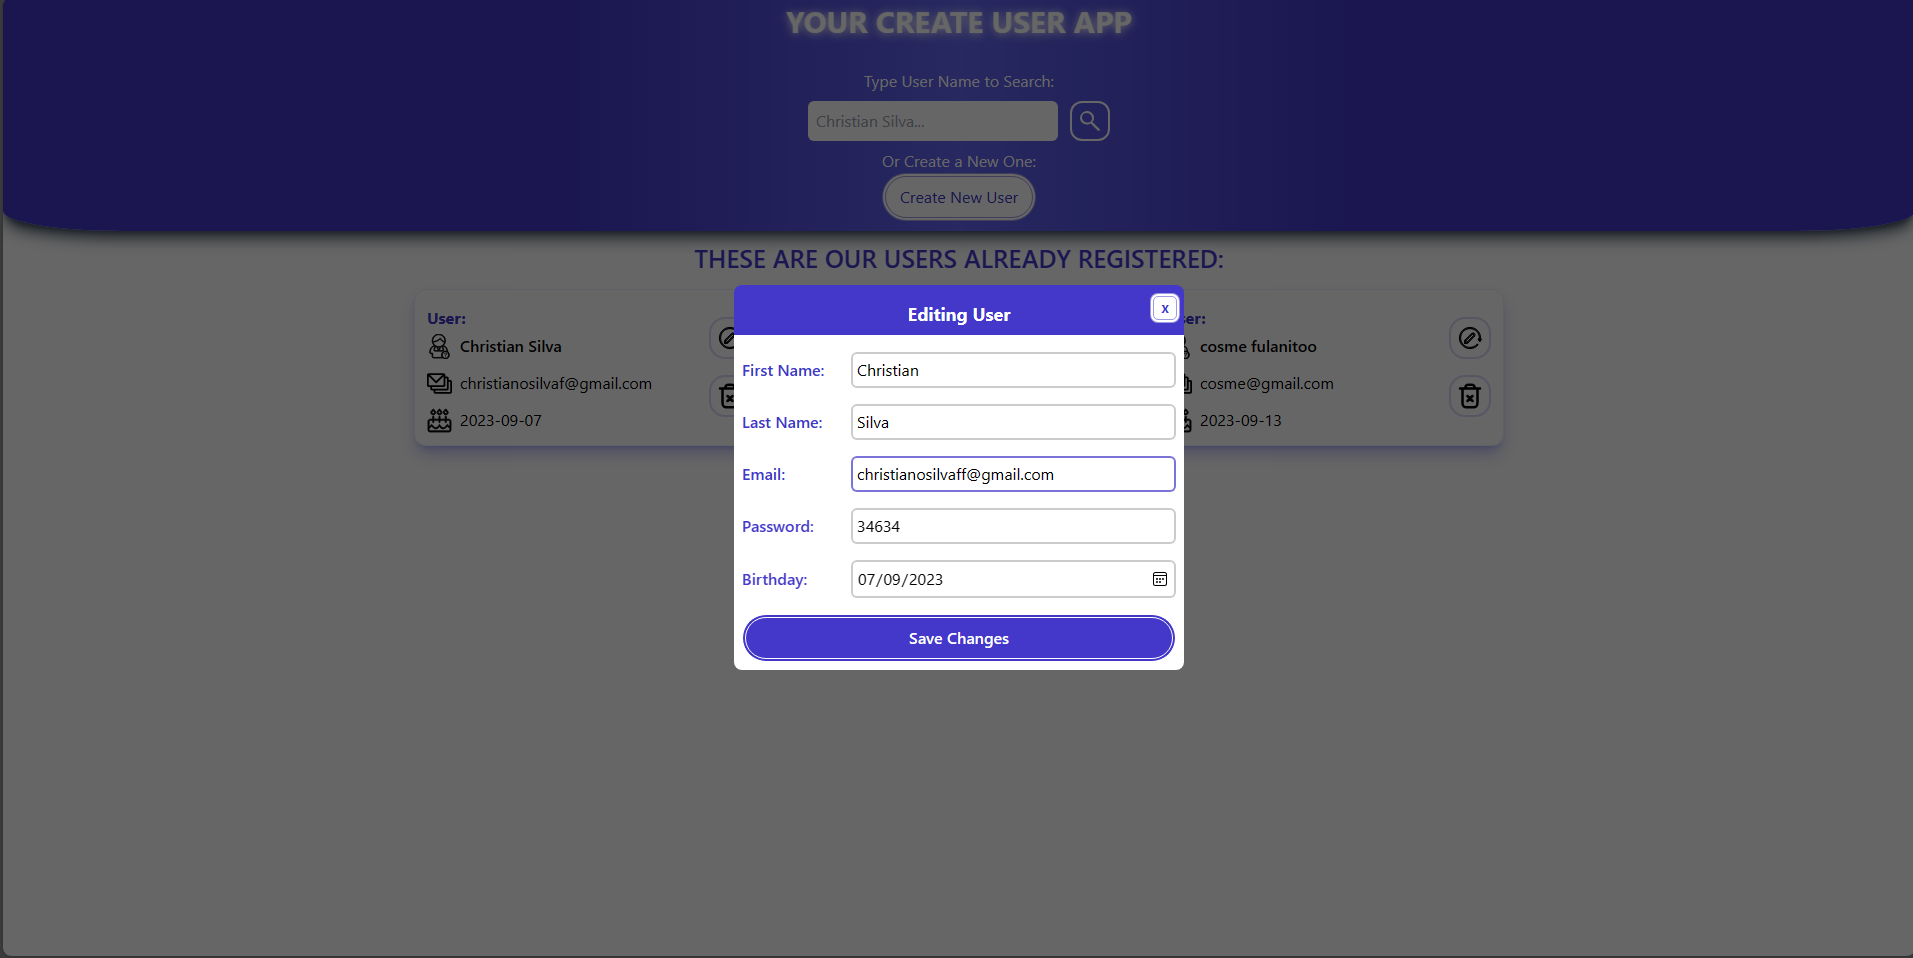 YOUR CREATE USER APP
Type User Name to Search:
Christian Silva...
Or Create a New One:
Create New User
THESE ARE OUR USERS ALREADY REGISTERED:
User:
Christian Silva
christianosilvaf@gmail.com
2023-09-07
Editing User
x
First Name:
Christian
Last Name:
Silva
Email:
christianosilvaff@gmail.com
Password:
34634
Birthday:
07/09/2023
Save Changes
ser:
cosme fulanitoo
cosme@gmail.com
2023-09-13